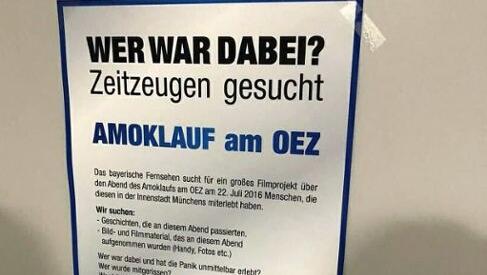 WER WAR DABEI?
Zeitzeugen gesucht
AMOKLAUF am OEZ
Das bayerische Fernsehen sucht für ein großes Filmprojekt über
den Abend des Amoklaufs am OEZ am 22. Juli 2016 Menschen, die
diesen in der Innenstadt Münchens miterlebt haben.
Wir suchen:
- Geschichten, die an diesem Abend passierten.
- Bild- und Filmmaterial, das an diesem Abend
aufgenommen wurden (Handy, Fotos etc.)
Wer war dabei und hat die Panik unmittelbar erlebt?
Wer wurde mitgerissen?